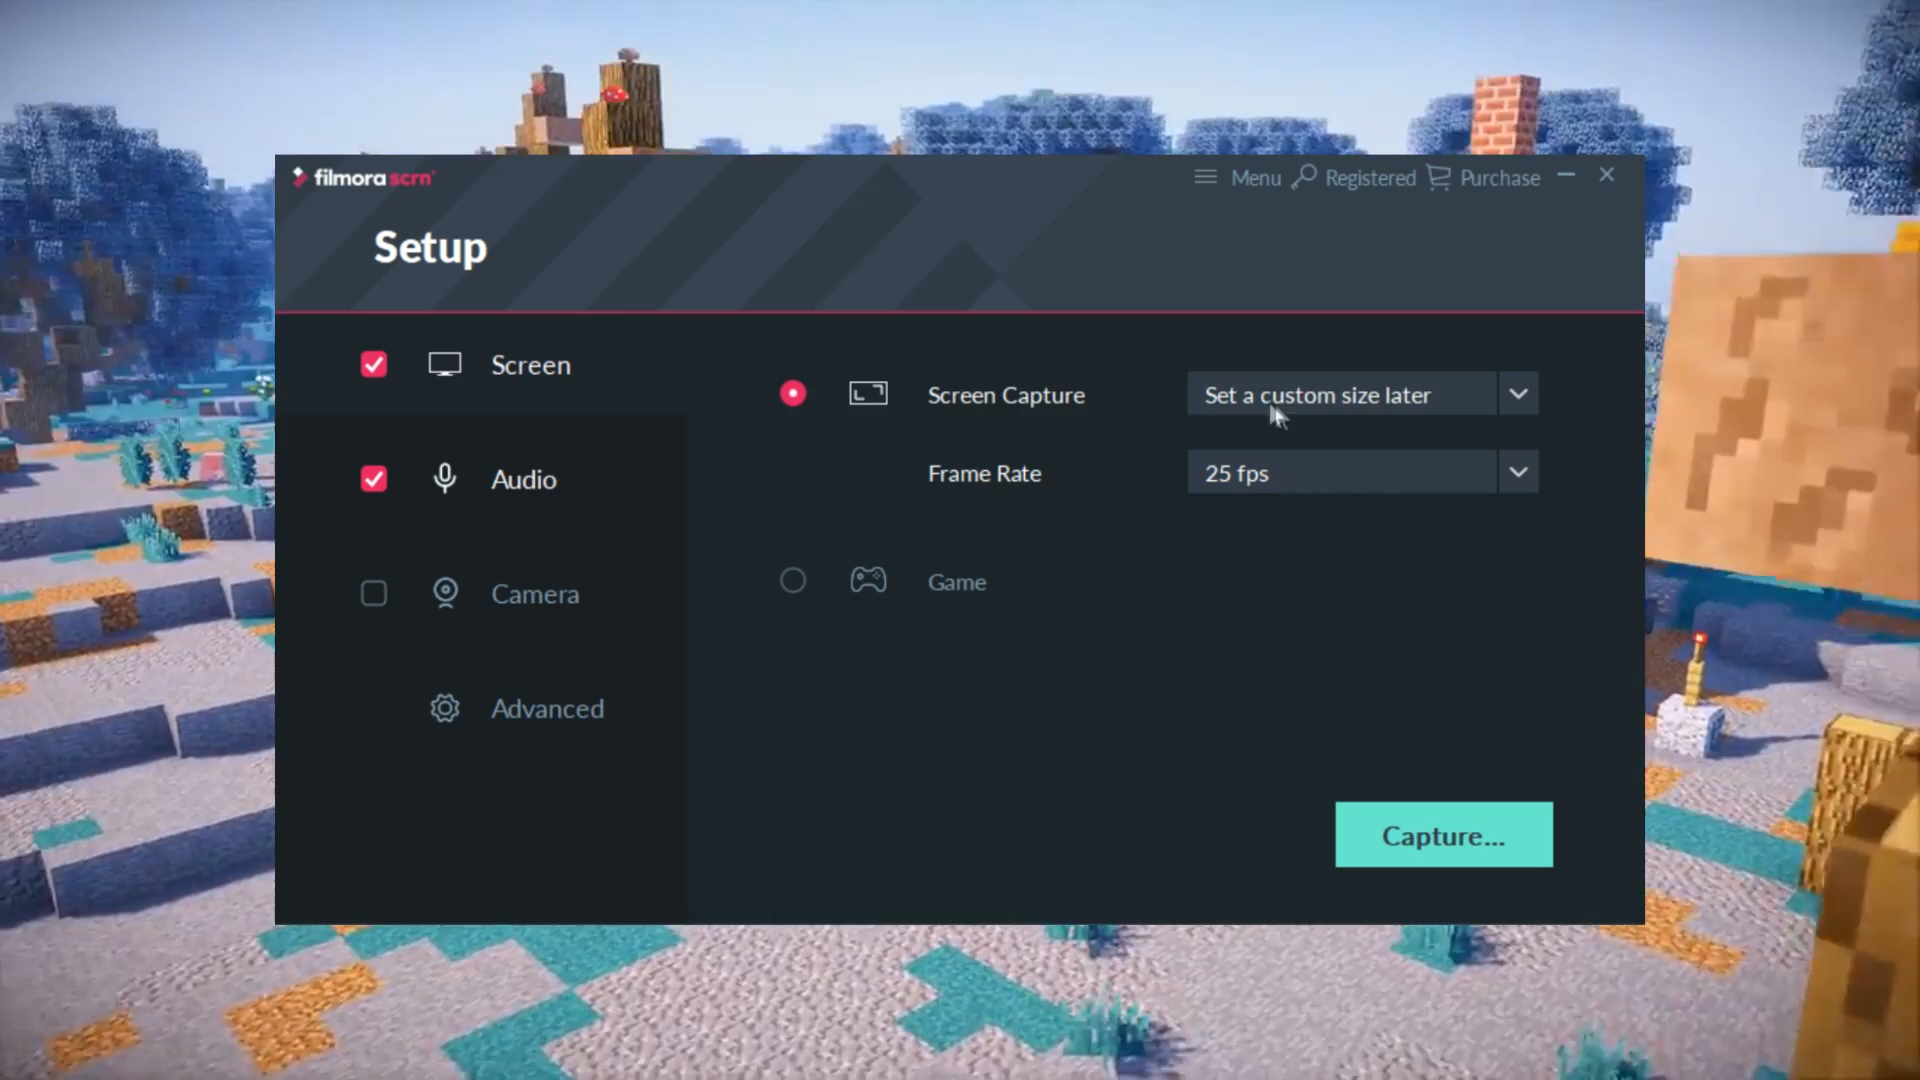 filmora scrn
Menu Registered Purchase
Setup
Screen
Screen Capture Set a custom size later
Frame Rate 25 fps
Audio
Game
Camera
Advanced
Capture...